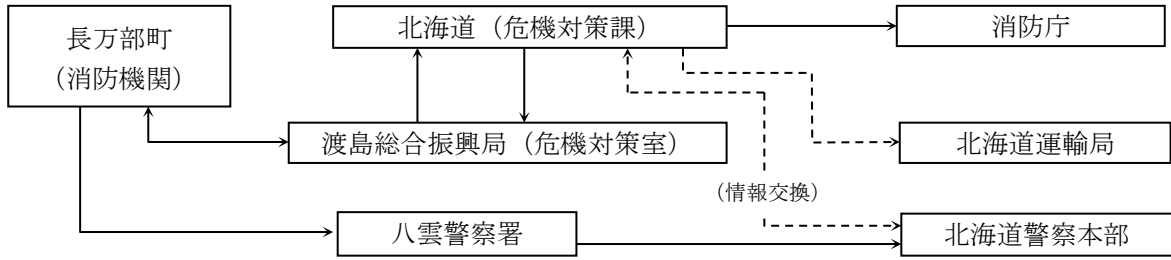 北海道（危機対策課）
消防庁
長万部町
（消防機関）
渡島総合振興局（危機対策室）
北海道運輸局
（情報交換）
八雲警察署
北海道警察本部